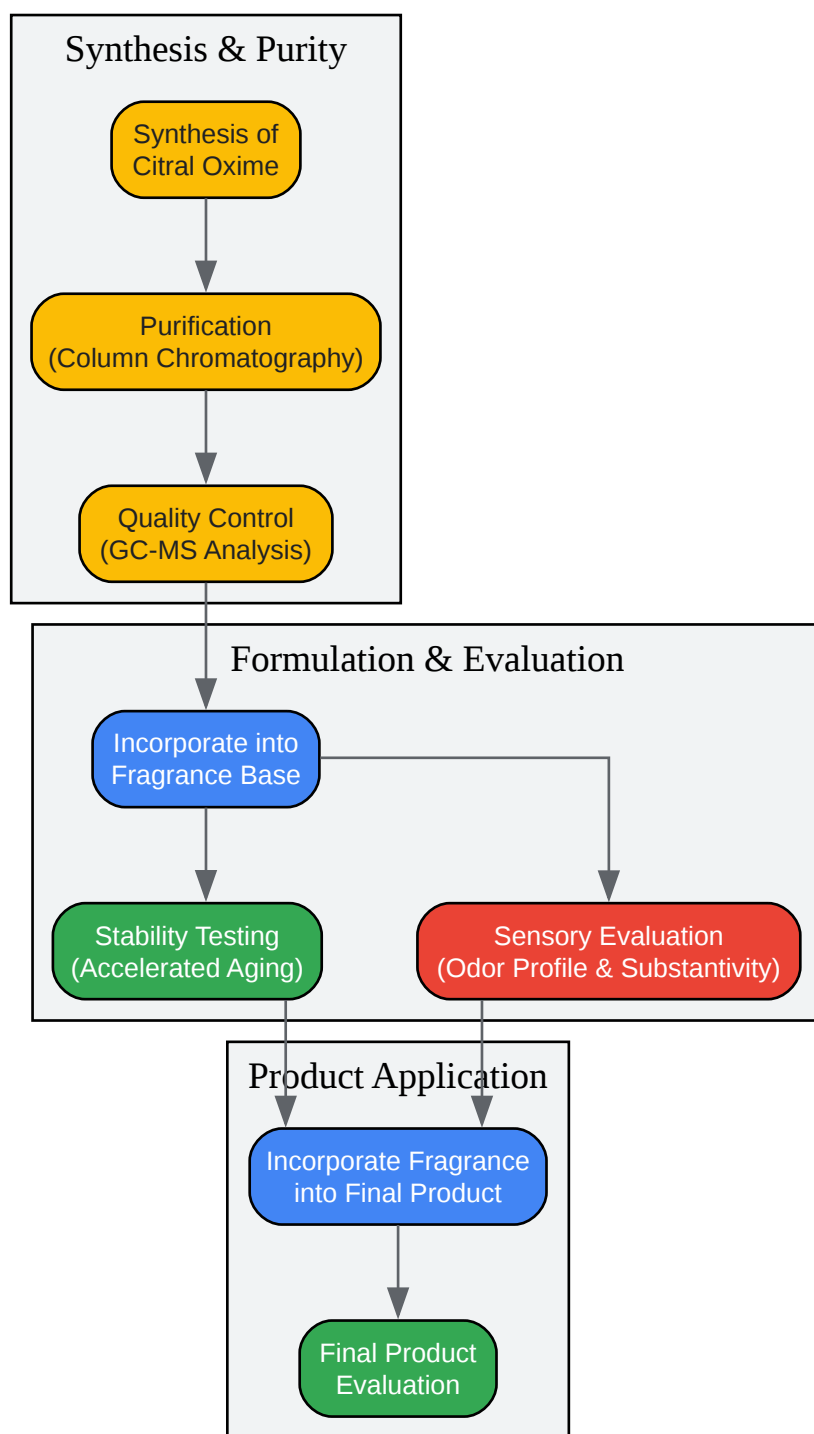 Synthesis & Purity
Synthesis of
Citral Oxime
Purification
(Column Chromatography)
Quality Control
(GC-MS Analysis)
Formulation & Evaluation
Incorporate into
Fragrance Base
Stability Testing
(Accelerated Aging)
Sensory Evaluation
(Odor Profile & Substantivity)
Product Application
Incorporate Fragrance
into Final Product
Final Product
Evaluation